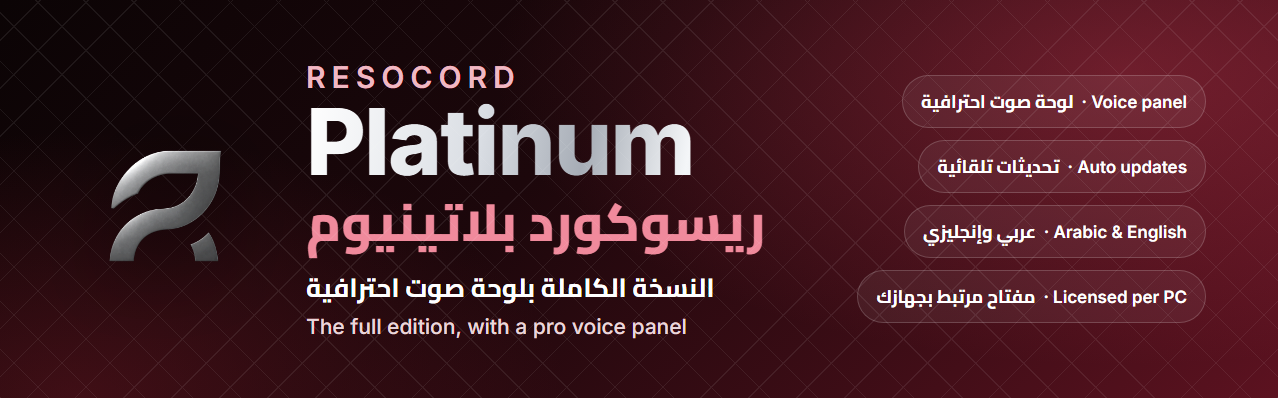 RESOCORD
Platinum
ريسوكورد بلاتينيوم
النسخة الكاملة بلوحة صوت احترافية
The full edition, with a pro voice panel
لوحة صوت احترافية · Voice panel
تحديثات تلقائية · Auto updates
عربي وإنجليزي · Arabic & English
مفتاح مرتبط بجهازك · Licensed per PC